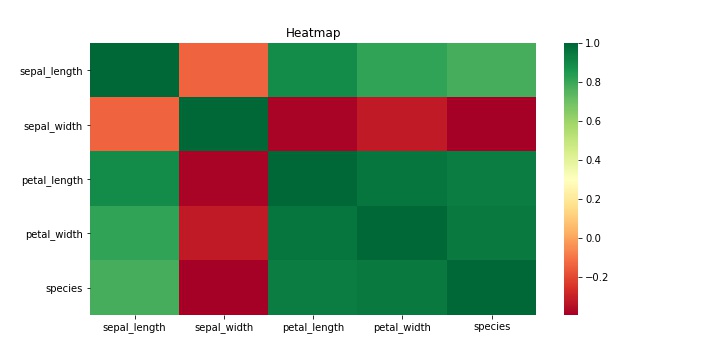 Heatmap
sepal_length
sepal_width
petal_length
petal_width
species
sepal_length sepal_width petal_length petal_width species
1.0
0.8
0.6
0.4
0.2
0.0
−0.2